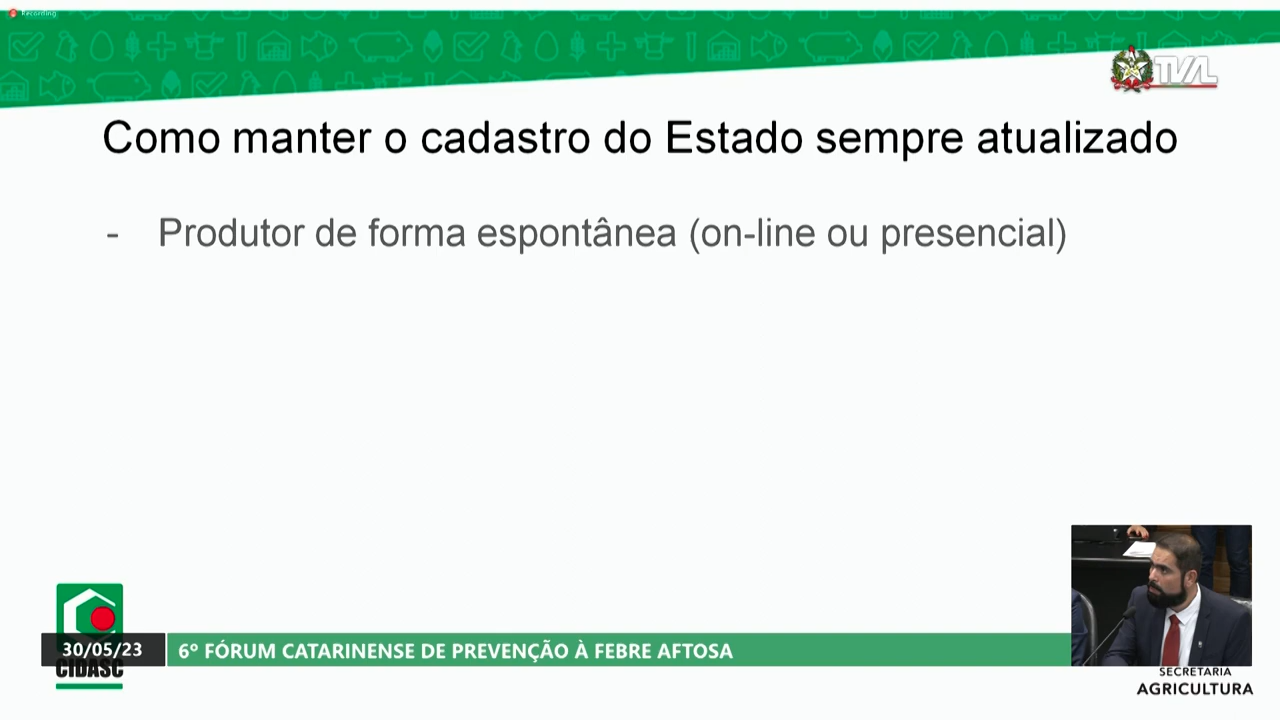 Recording
TVAL
Como manter o cadastro do Estado sempre atualizado
- Produtor de forma espontânea (on-line ou presencial)
30/05/23
6º FÓRUM CATARINENSE DE PREVENÇÃO À FEBRE AFTOSA
CIDASC
SECRETARIA
AGRICULTURA